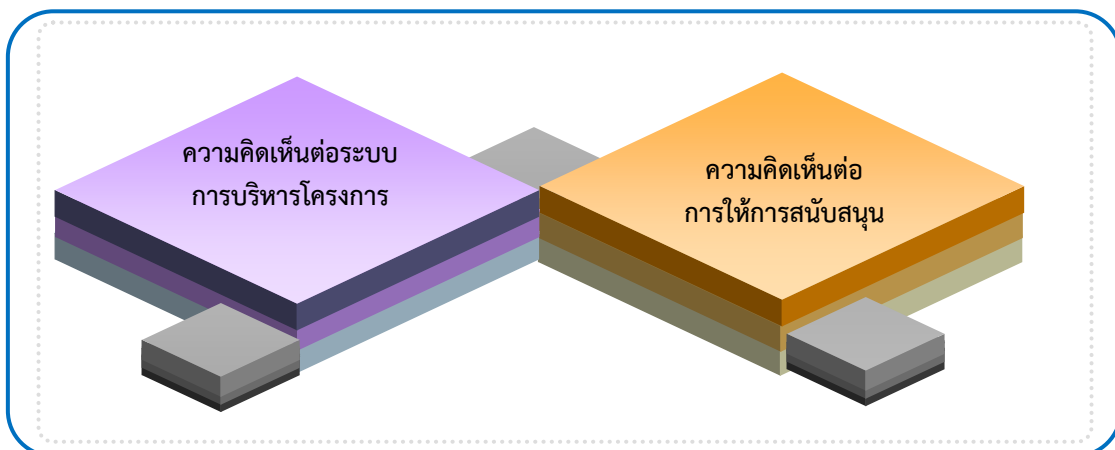 ความคิดเห็นต่อระบบ
การบริหารโครงการ
ความคิดเห็นต่อ
การให้การสนับสนุน